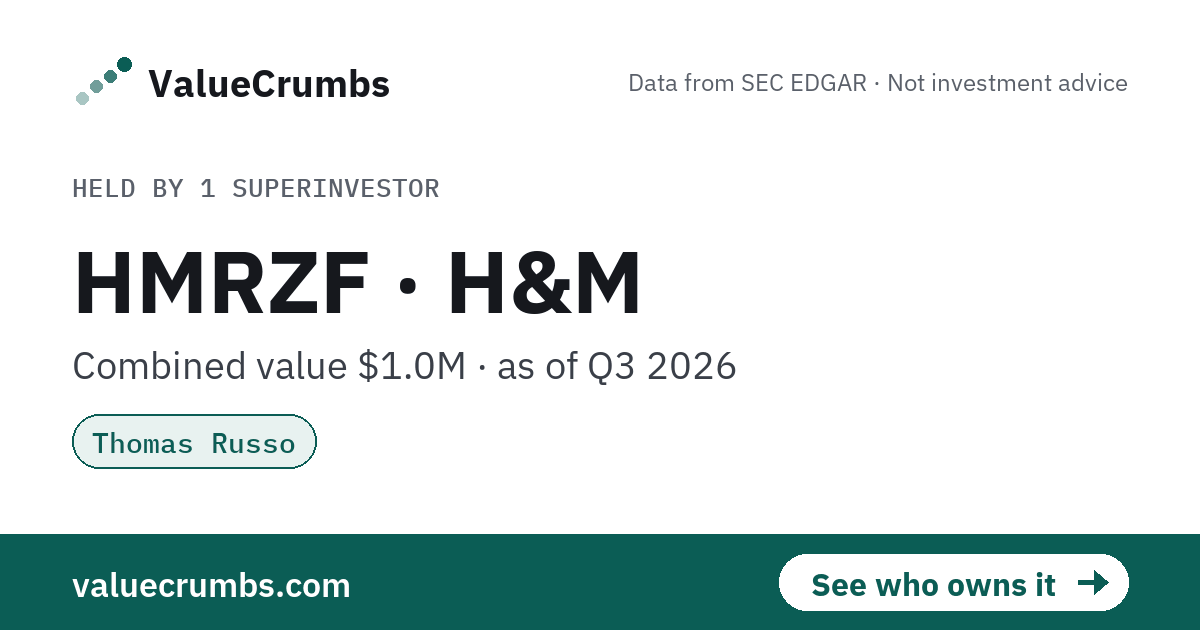 ValueCrumbs
Data from SEC EDGAR · Not investment advice
HELD BY 1 SUPERINVESTOR
HMRZF · H&M
Combined value $1.0M · as of Q3 2026
Thomas Russo
valuecrumbs.com
See who owns it